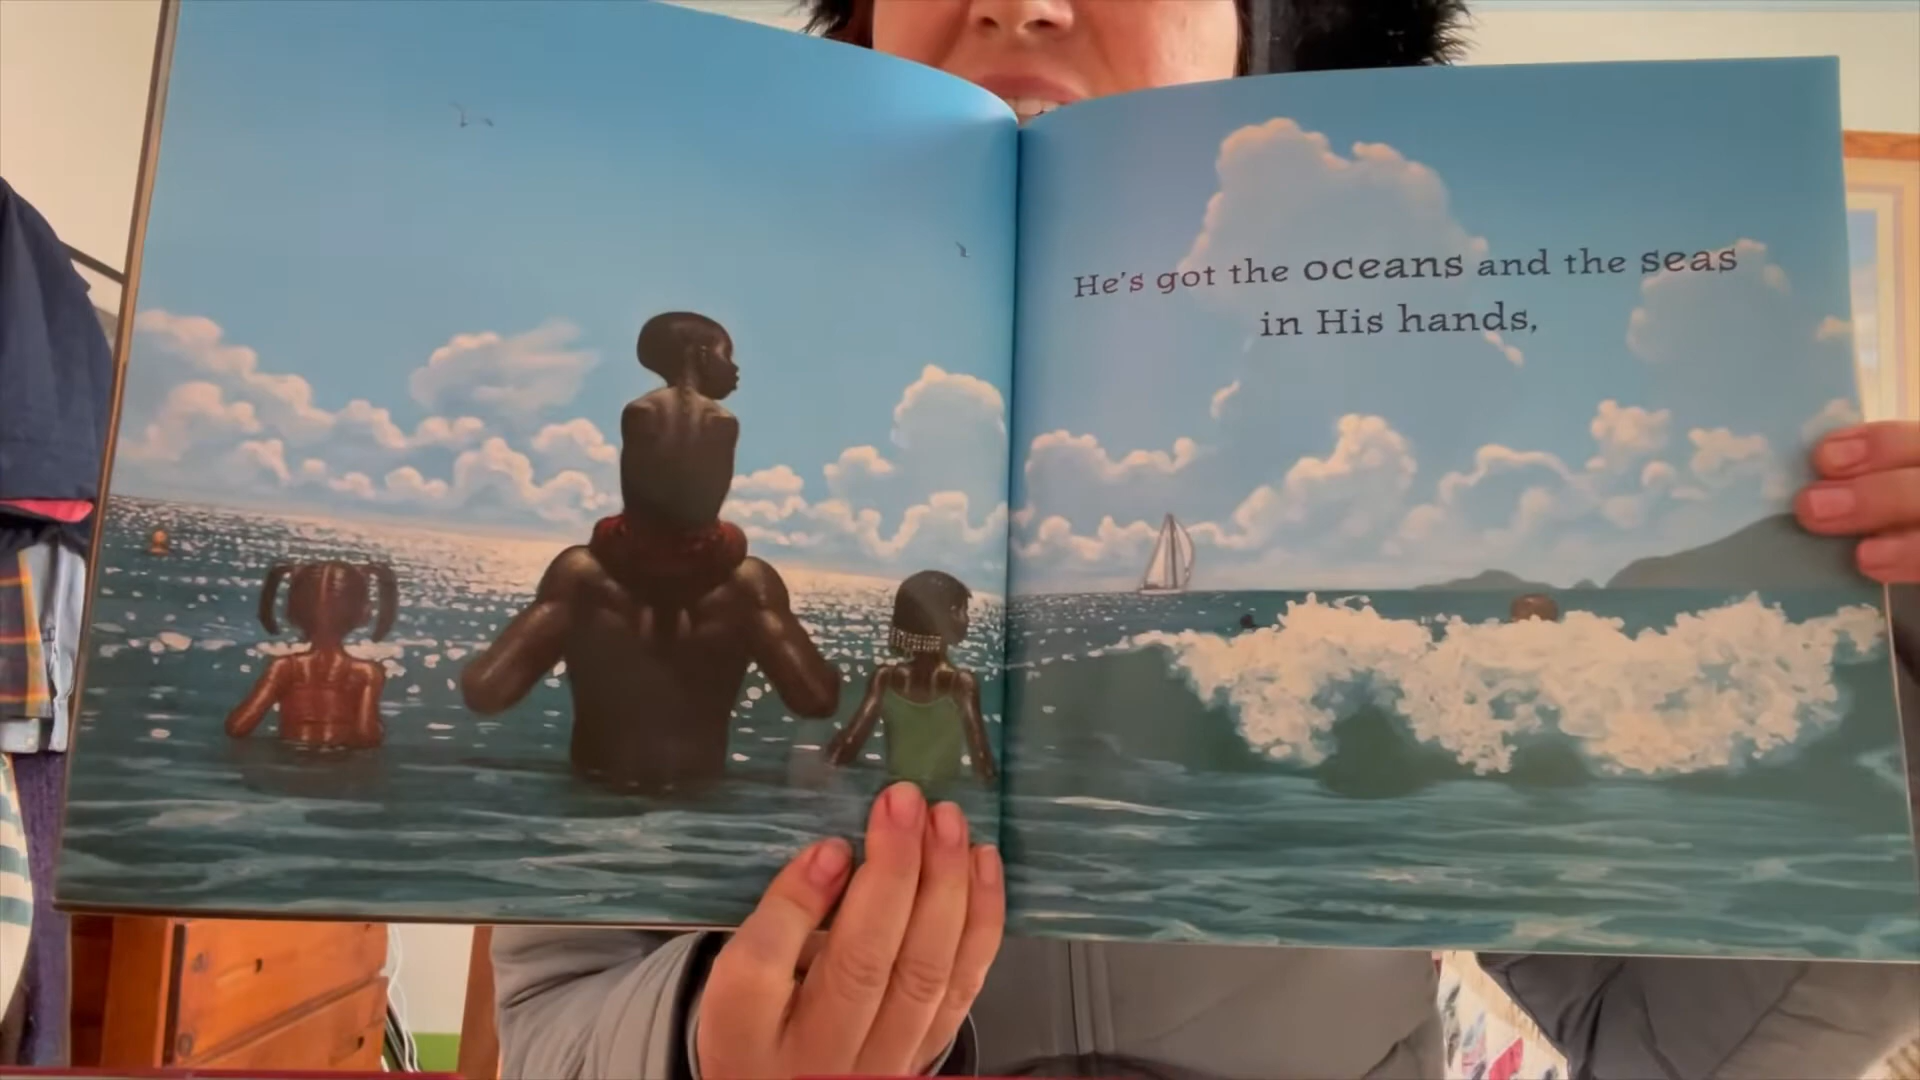 He's got the oceans and the seas
in His hands,